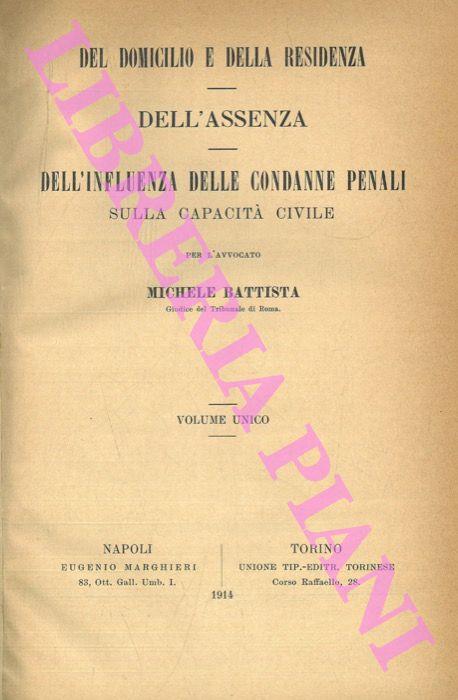 DEL DOMICILIO E DELLA RESIDENZA
DELL'ASSENZA
DELL'INFLUENZA DELLE CONDANNE PENALI
SULLA CAPACITÀ CIVILE
PER L'AVVOCATO
MICHELE BATTISTA
Giudice del Tribunale di Roma.
VOLUME UNICO
NAPOLI
EUGENIO MARGHIERI
83, Ott. Gall. Umb. I.
TORINO
UNIONE TIP.-EDITR. TORINESE
Corso Raffaello, 28.
1914
LIBRERIA PIANI